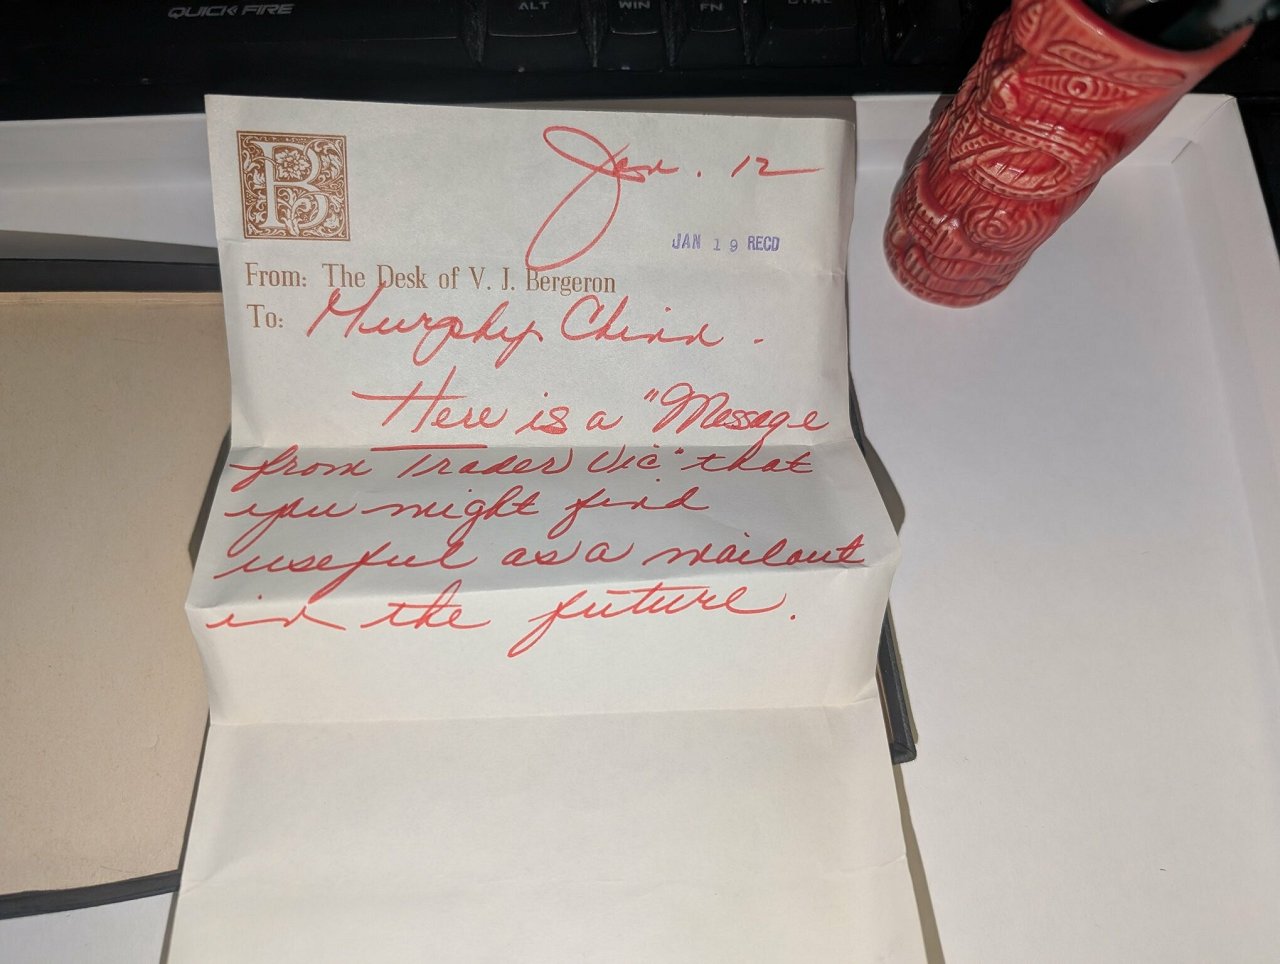 QUICK FIRE
ALT
WIN
FN
CTRL
B
Jan. 12
JAN 19 RECD
From: The Desk of V. J. Bergeron
To: Murphy Chinn.
Here is a "Message
from Trader Vic" that
you might find
useful as a mailout
in the future.